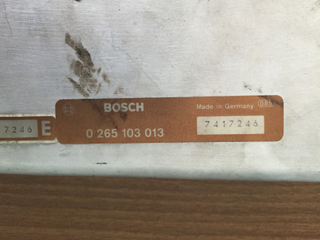 BOSCH
Made in Germany
0 265 103 013
7417246
7246 E